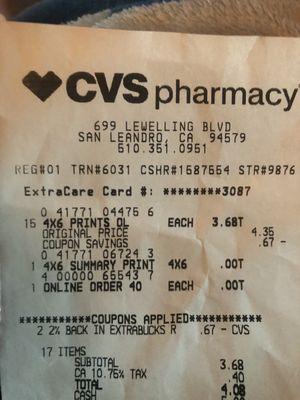 CVS pharmacy
699 LEWELLING BLVD
SAN LEANDRO, CA 94579
510.351.0951
REG#01 TRN#6031 CSHR#1587554 STR#9876
ExtraCare Card #: ********3087
0 41771 04475 6
15 4X6 PRINTS OL EACH 3.68T
ORIGINAL PRICE 4.35
COUPON SAVINGS .67-
0 41771 06724 3
1 4X6 SUMMARY PRINT 4X6 .00T
4 00000 65543 7
1 ONLINE ORDER 40 EACH .00T
***********COUPONS APPLIED***********
2 2% BACK IN EXTRABUCKS R .67 - CVS
17 ITEMS
SUBTOTAL 3.68
CA 10.75% TAX .40
TOTAL 4.08
CASH